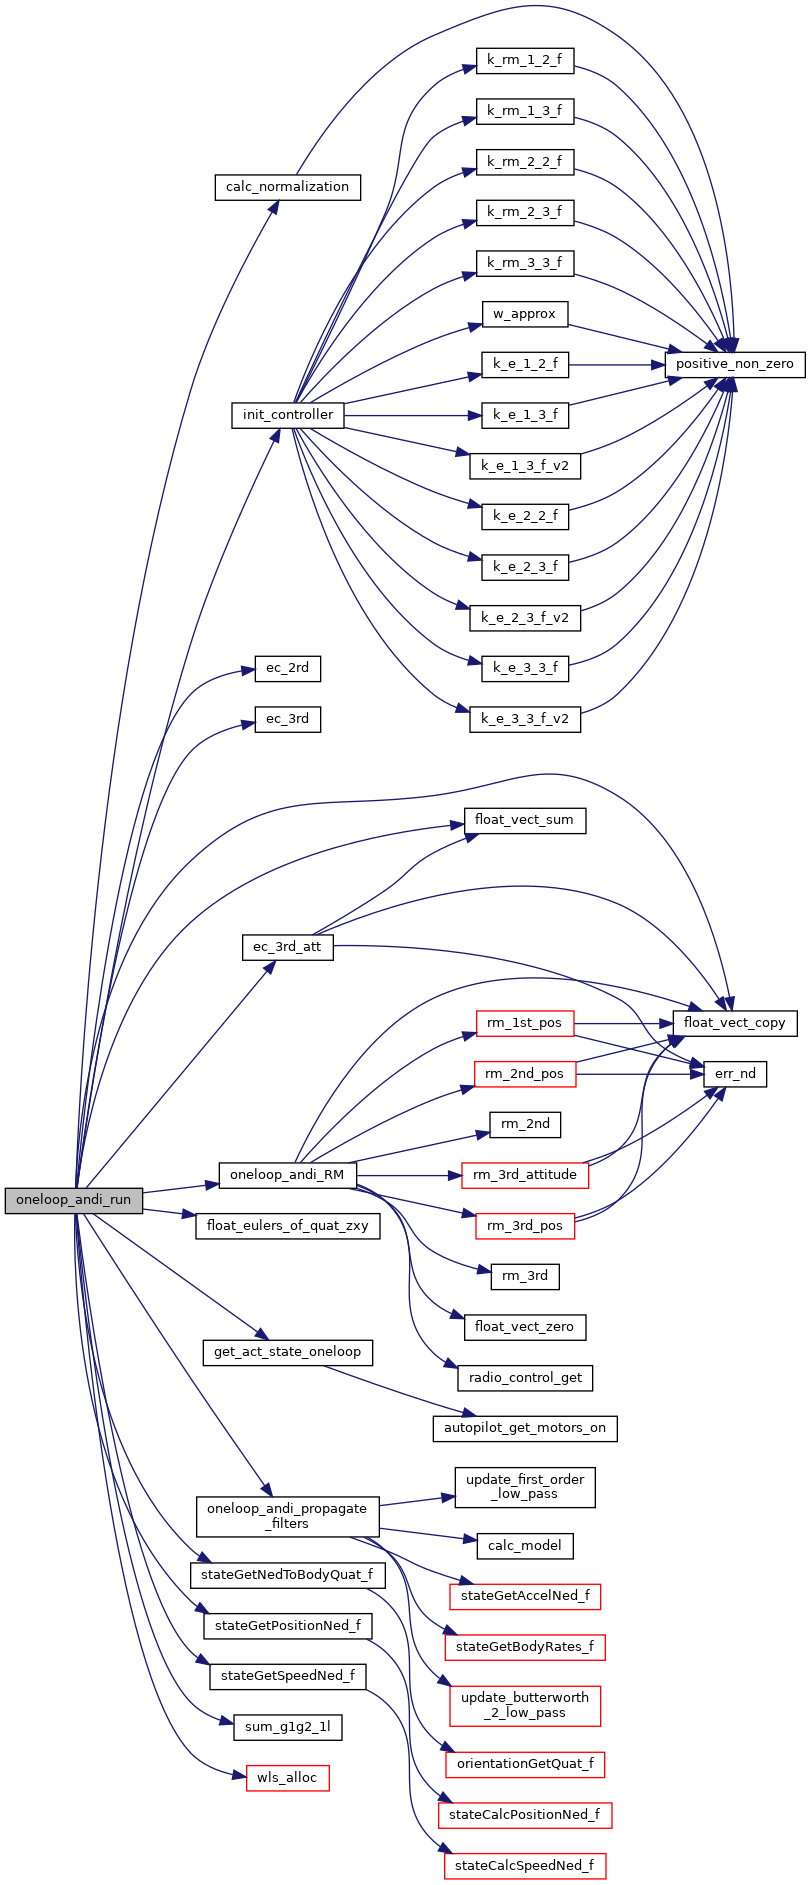 k_rm_1_2_f
k_rm_1_3_f
k_rm_2_2_f
calc_normalization
k_rm_2_3_f
k_rm_3_3_f
w_approx
k_e_1_2_f
positive_non_zero
init_controller
k_e_1_3_f
k_e_1_3_f_v2
k_e_2_2_f
k_e_2_3_f
k_e_2_3_f_v2
ec_2rd
k_e_3_3_f
ec_3rd
k_e_3_3_f_v2
float_vect_sum
ec_3rd_att
rm_1st_pos
float_vect_copy
rm_2nd_pos
err_nd
rm_2nd
oneloop_andi_RM
rm_3rd_attitude
oneloop_andi_run
float_eulers_of_quat_zxy
rm_3rd_pos
rm_3rd
float_vect_zero
get_act_state_oneloop
radio_control_get
autopilot_get_motors_on
update_first_order
_low_pass
oneloop_andi_propagate
_filters
calc_model
stateGetNedToBodyQuat_f
stateGetAccelNed_f
stateGetPositionNed_f
stateGetBodyRates_f
stateGetSpeedNed_f
update_butterworth
_2_low_pass
sum_g1g2_1l
orientationGetQuat_f
wls_alloc
stateCalcPositionNed_f
stateCalcSpeedNed_f